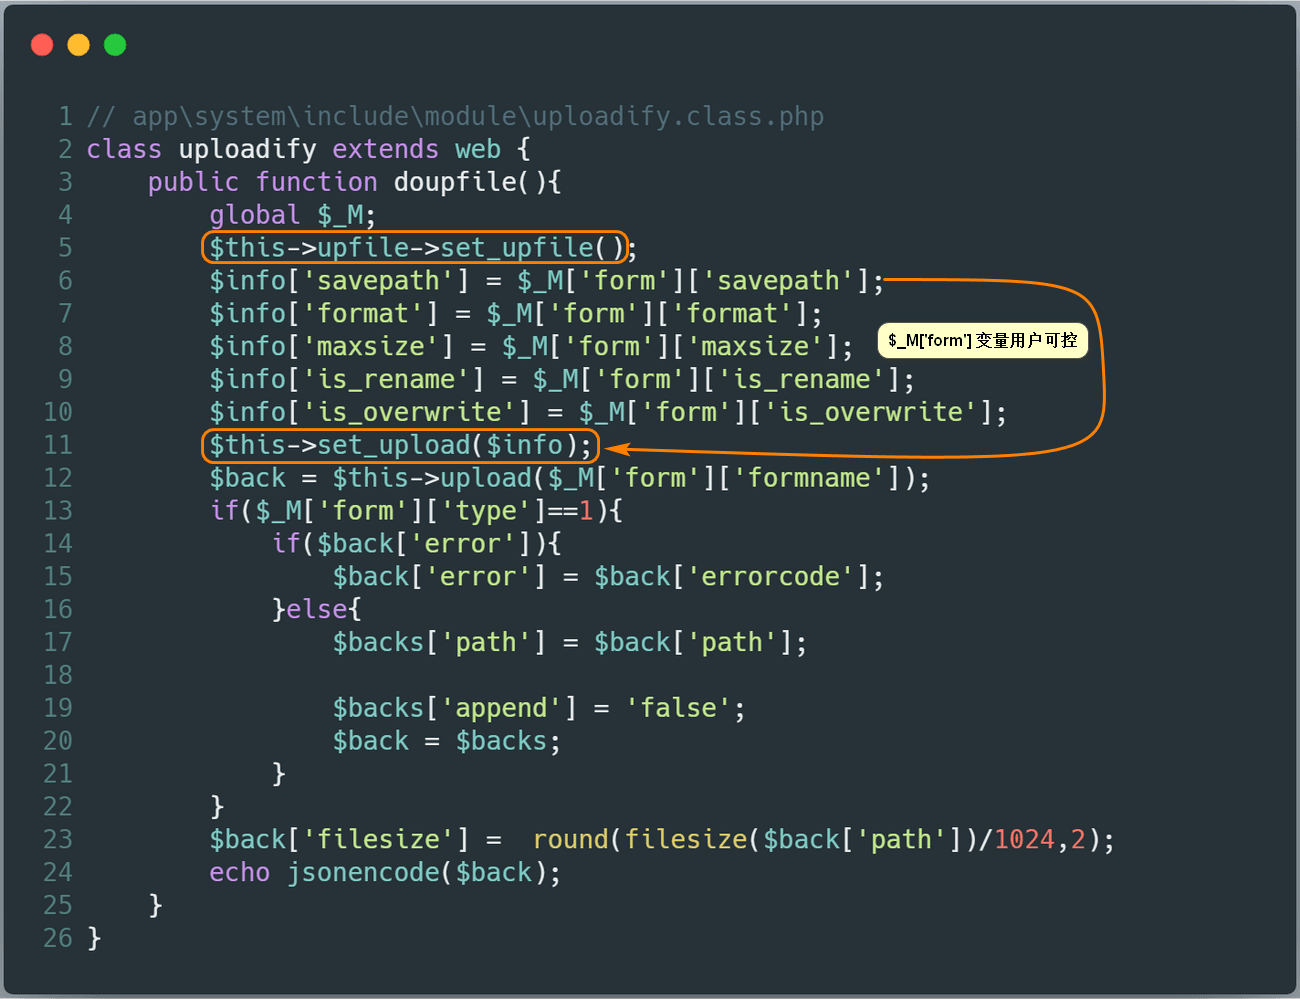 1 // app\system\include\module\uploadify.class.php
2 class uploadify extends web {
3     public function doupfile(){
4         global $_M;
5         $this->upfile->set_upfile();
6         $info['savepath'] = $_M['form']['savepath'];
7         $info['format'] = $_M['form']['format'];
8         $info['maxsize'] = $_M['form']['maxsize'];
$_M['form'] 变量用户可控
9         $info['is_rename'] = $_M['form']['is_rename'];
10         $info['is_overwrite'] = $_M['form']['is_overwrite'];
11         $this->set_upload($info);
12         $back = $this->upload($_M['form']['formname']);
13         if($_M['form']['type']==1){
14             if($back['error']){
15                 $back['error'] = $back['errorcode'];
16             }else{
17                 $backs['path'] = $back['path'];
18
19                 $backs['append'] = 'false';
20                 $back = $backs;
21             }
22         }
23         $back['filesize'] =  round(filesize($back['path'])/1024,2);
24         echo jsonencode($back);
25     }
26 }